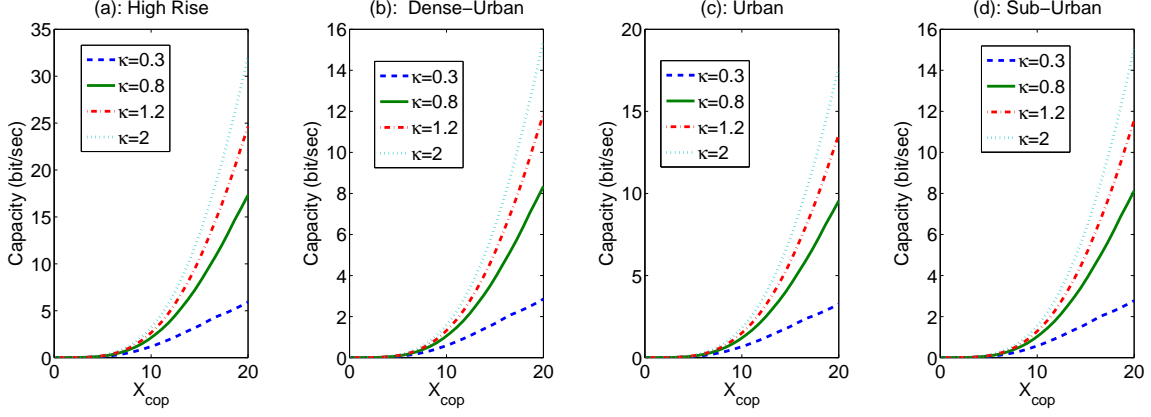 (a): High Rise
Capacity (bit/sec)
35
30
25
20
15
10
5
0
κ=0.3
κ=0.8
κ=1.2
κ=2
0 10 20
X_cop
(b): Dense-Urban
Capacity (bit/sec)
16
14
12
10
8
6
4
2
0
κ=0.3
κ=0.8
κ=1.2
κ=2
0 10 20
X_cop
(c): Urban
Capacity (bit/sec)
20
15
10
5
0
κ=0.3
κ=0.8
κ=1.2
κ=2
0 10 20
X_cop
(d): Sub-Urban
Capacity (bit/sec)
16
14
12
10
8
6
4
2
0
κ=0.3
κ=0.8
κ=1.2
κ=2
0 10 20
X_cop